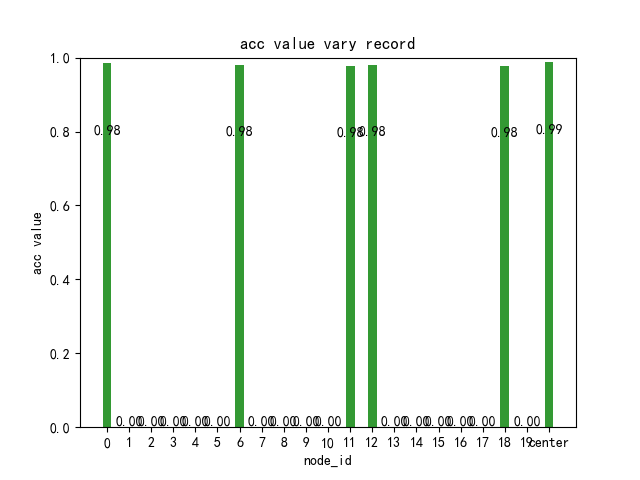 acc value vary record
acc value
1.0
0.8
0.6
0.4
0.2
0.0
0.98 0.98 0.98 0.98 0.98 0.99
0.00 0.00 0.00 0.00 0.00 0.00 0.00 0.00 0.00 0.00 0.00 0.00 0.00 0.00 0.00
0 1 2 3 4 5 6 7 8 9 10 11 12 13 14 15 16 17 18 19 center
node_id